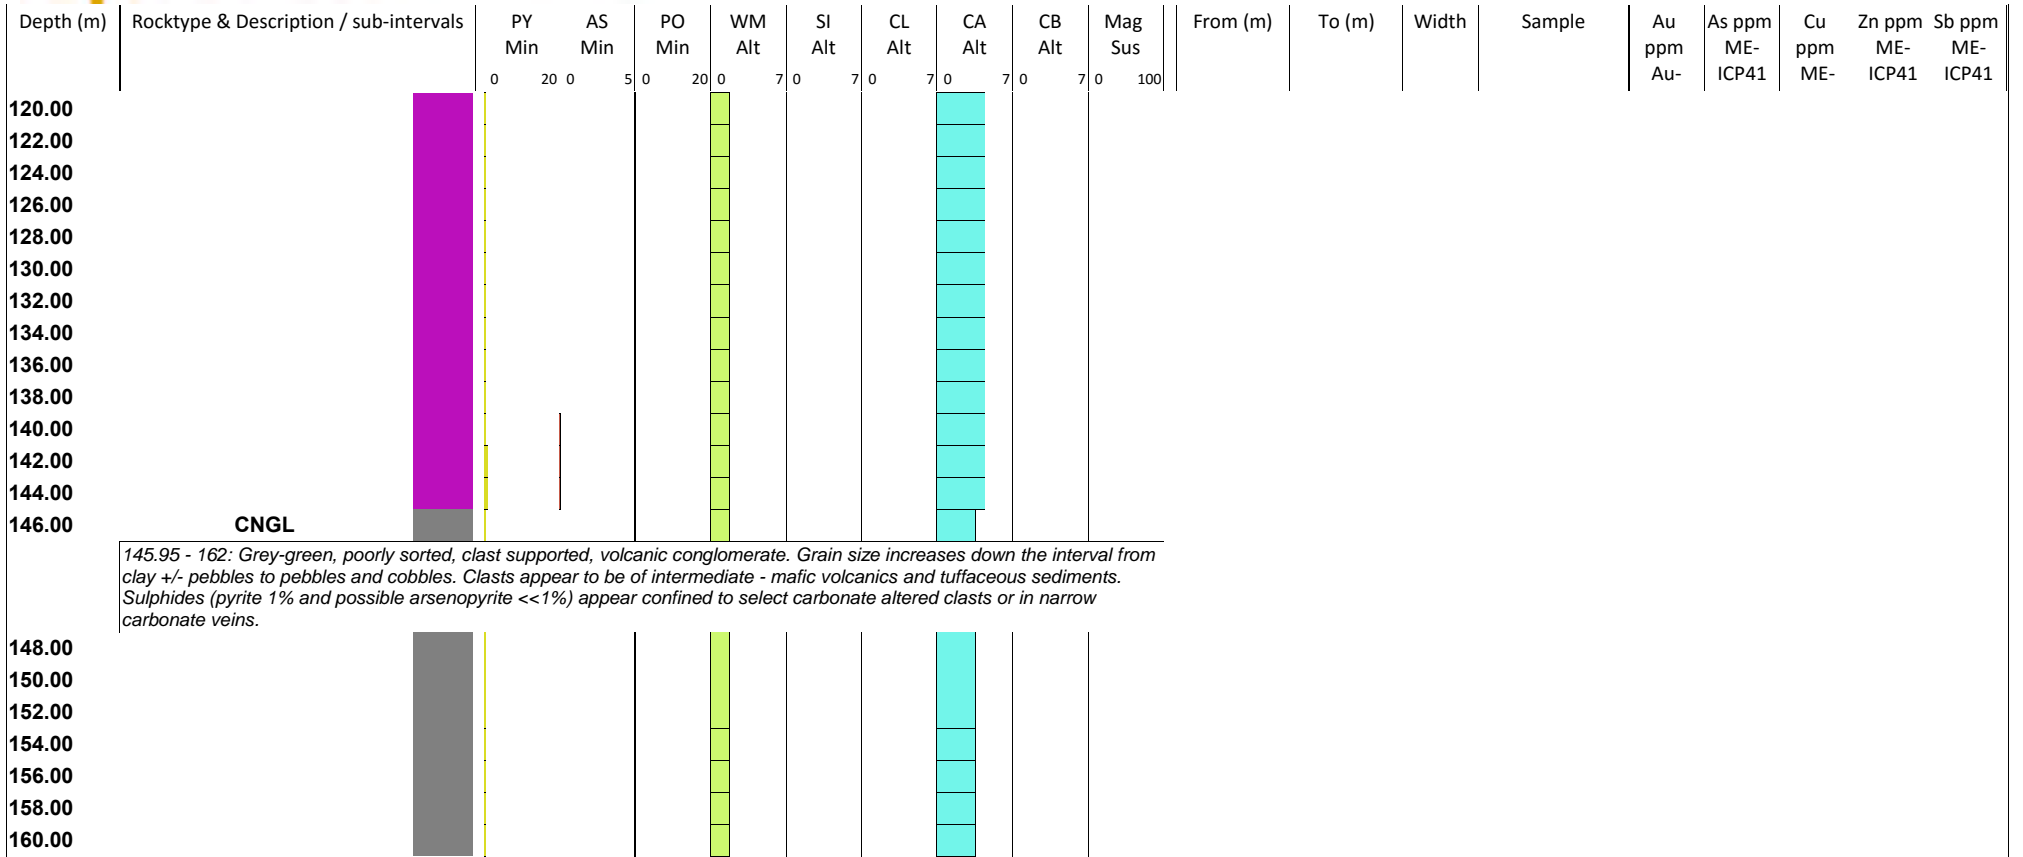 Depth (m) Rocktype & Description / sub-intervals PY AS PO WM SI CL CA CB Mag From (m) To (m) Width Sample Au As ppm Cu Zn ppm Sb ppm
Min Min Min Alt Alt Alt Alt Alt Sus ppm ME- ppm ME- ME-
0 20 0 5 0 20 0 7 0 7 0 7 0 7 0 7 0 100 Au- ICP41 ME- ICP41 ICP41
120.00
122.00
124.00
126.00
128.00
130.00
132.00
134.00
136.00
138.00
140.00
142.00
144.00
146.00 CNGL
145.95 - 162: Grey-green, poorly sorted, clast supported, volcanic conglomerate. Grain size increases down the interval from
clay +/- pebbles to pebbles and cobbles. Clasts appear to be of intermediate - mafic volcanics and tuffaceous sediments.
Sulphides (pyrite 1% and possible arsenopyrite <<1%) appear confined to select carbonate altered clasts or in narrow
carbonate veins.
148.00
150.00
152.00
154.00
156.00
158.00
160.00